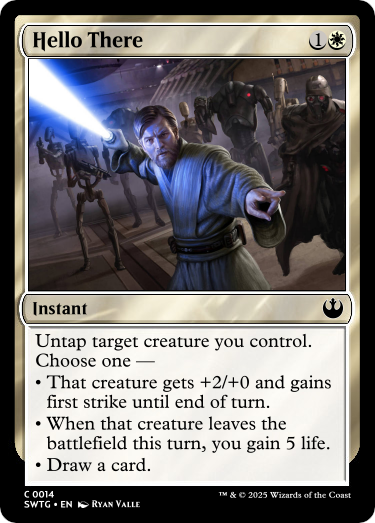 Hello There 1
Instant
Untap target creature you control.
Choose one —
• That creature gets +2/+0 and gains
first strike until end of turn.
• When that creature leaves the
battlefield this turn, you gain 5 life.
• Draw a card.
C 0014
SWTG • EN Ryan Valle
™ & © 2025 Wizards of the Coast